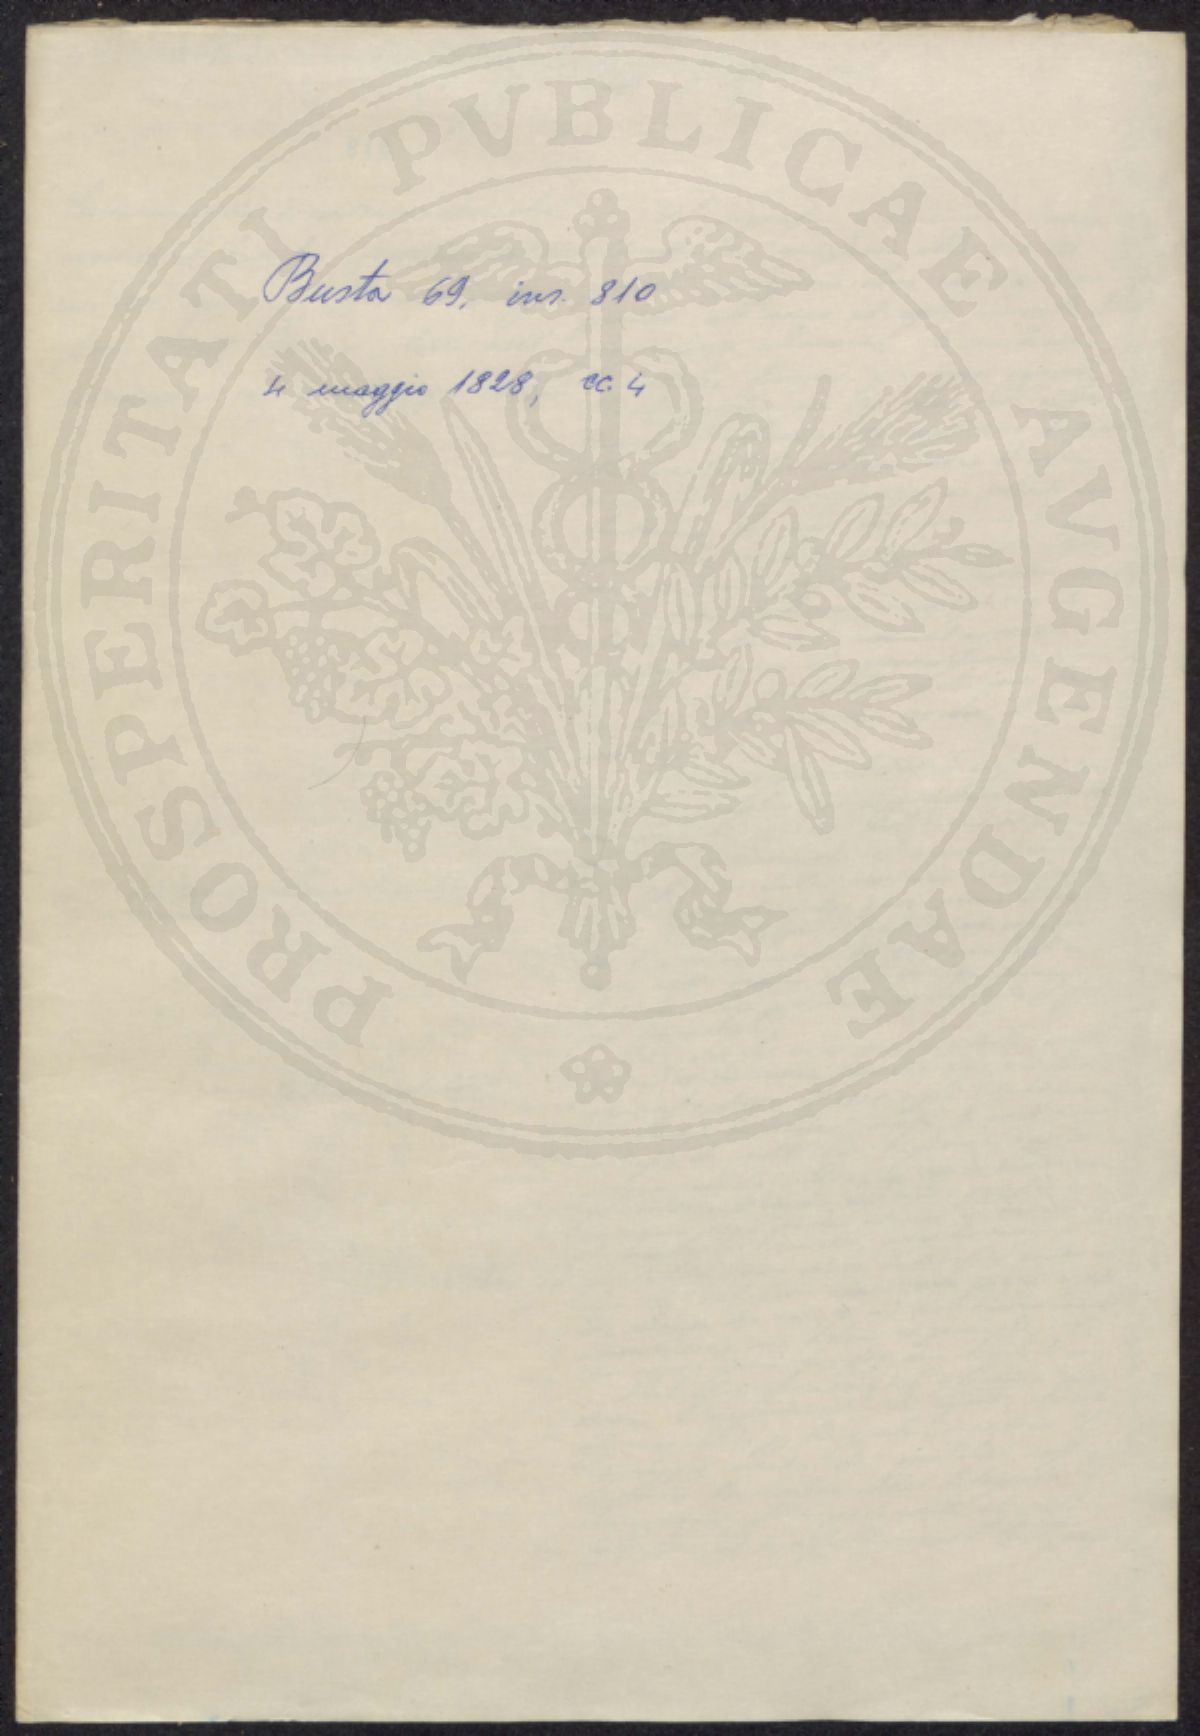 Busta 69, ins. 810
4 maggio 1828, cc. 4
PROSPERITATI PVBLICAE AVGENDAE